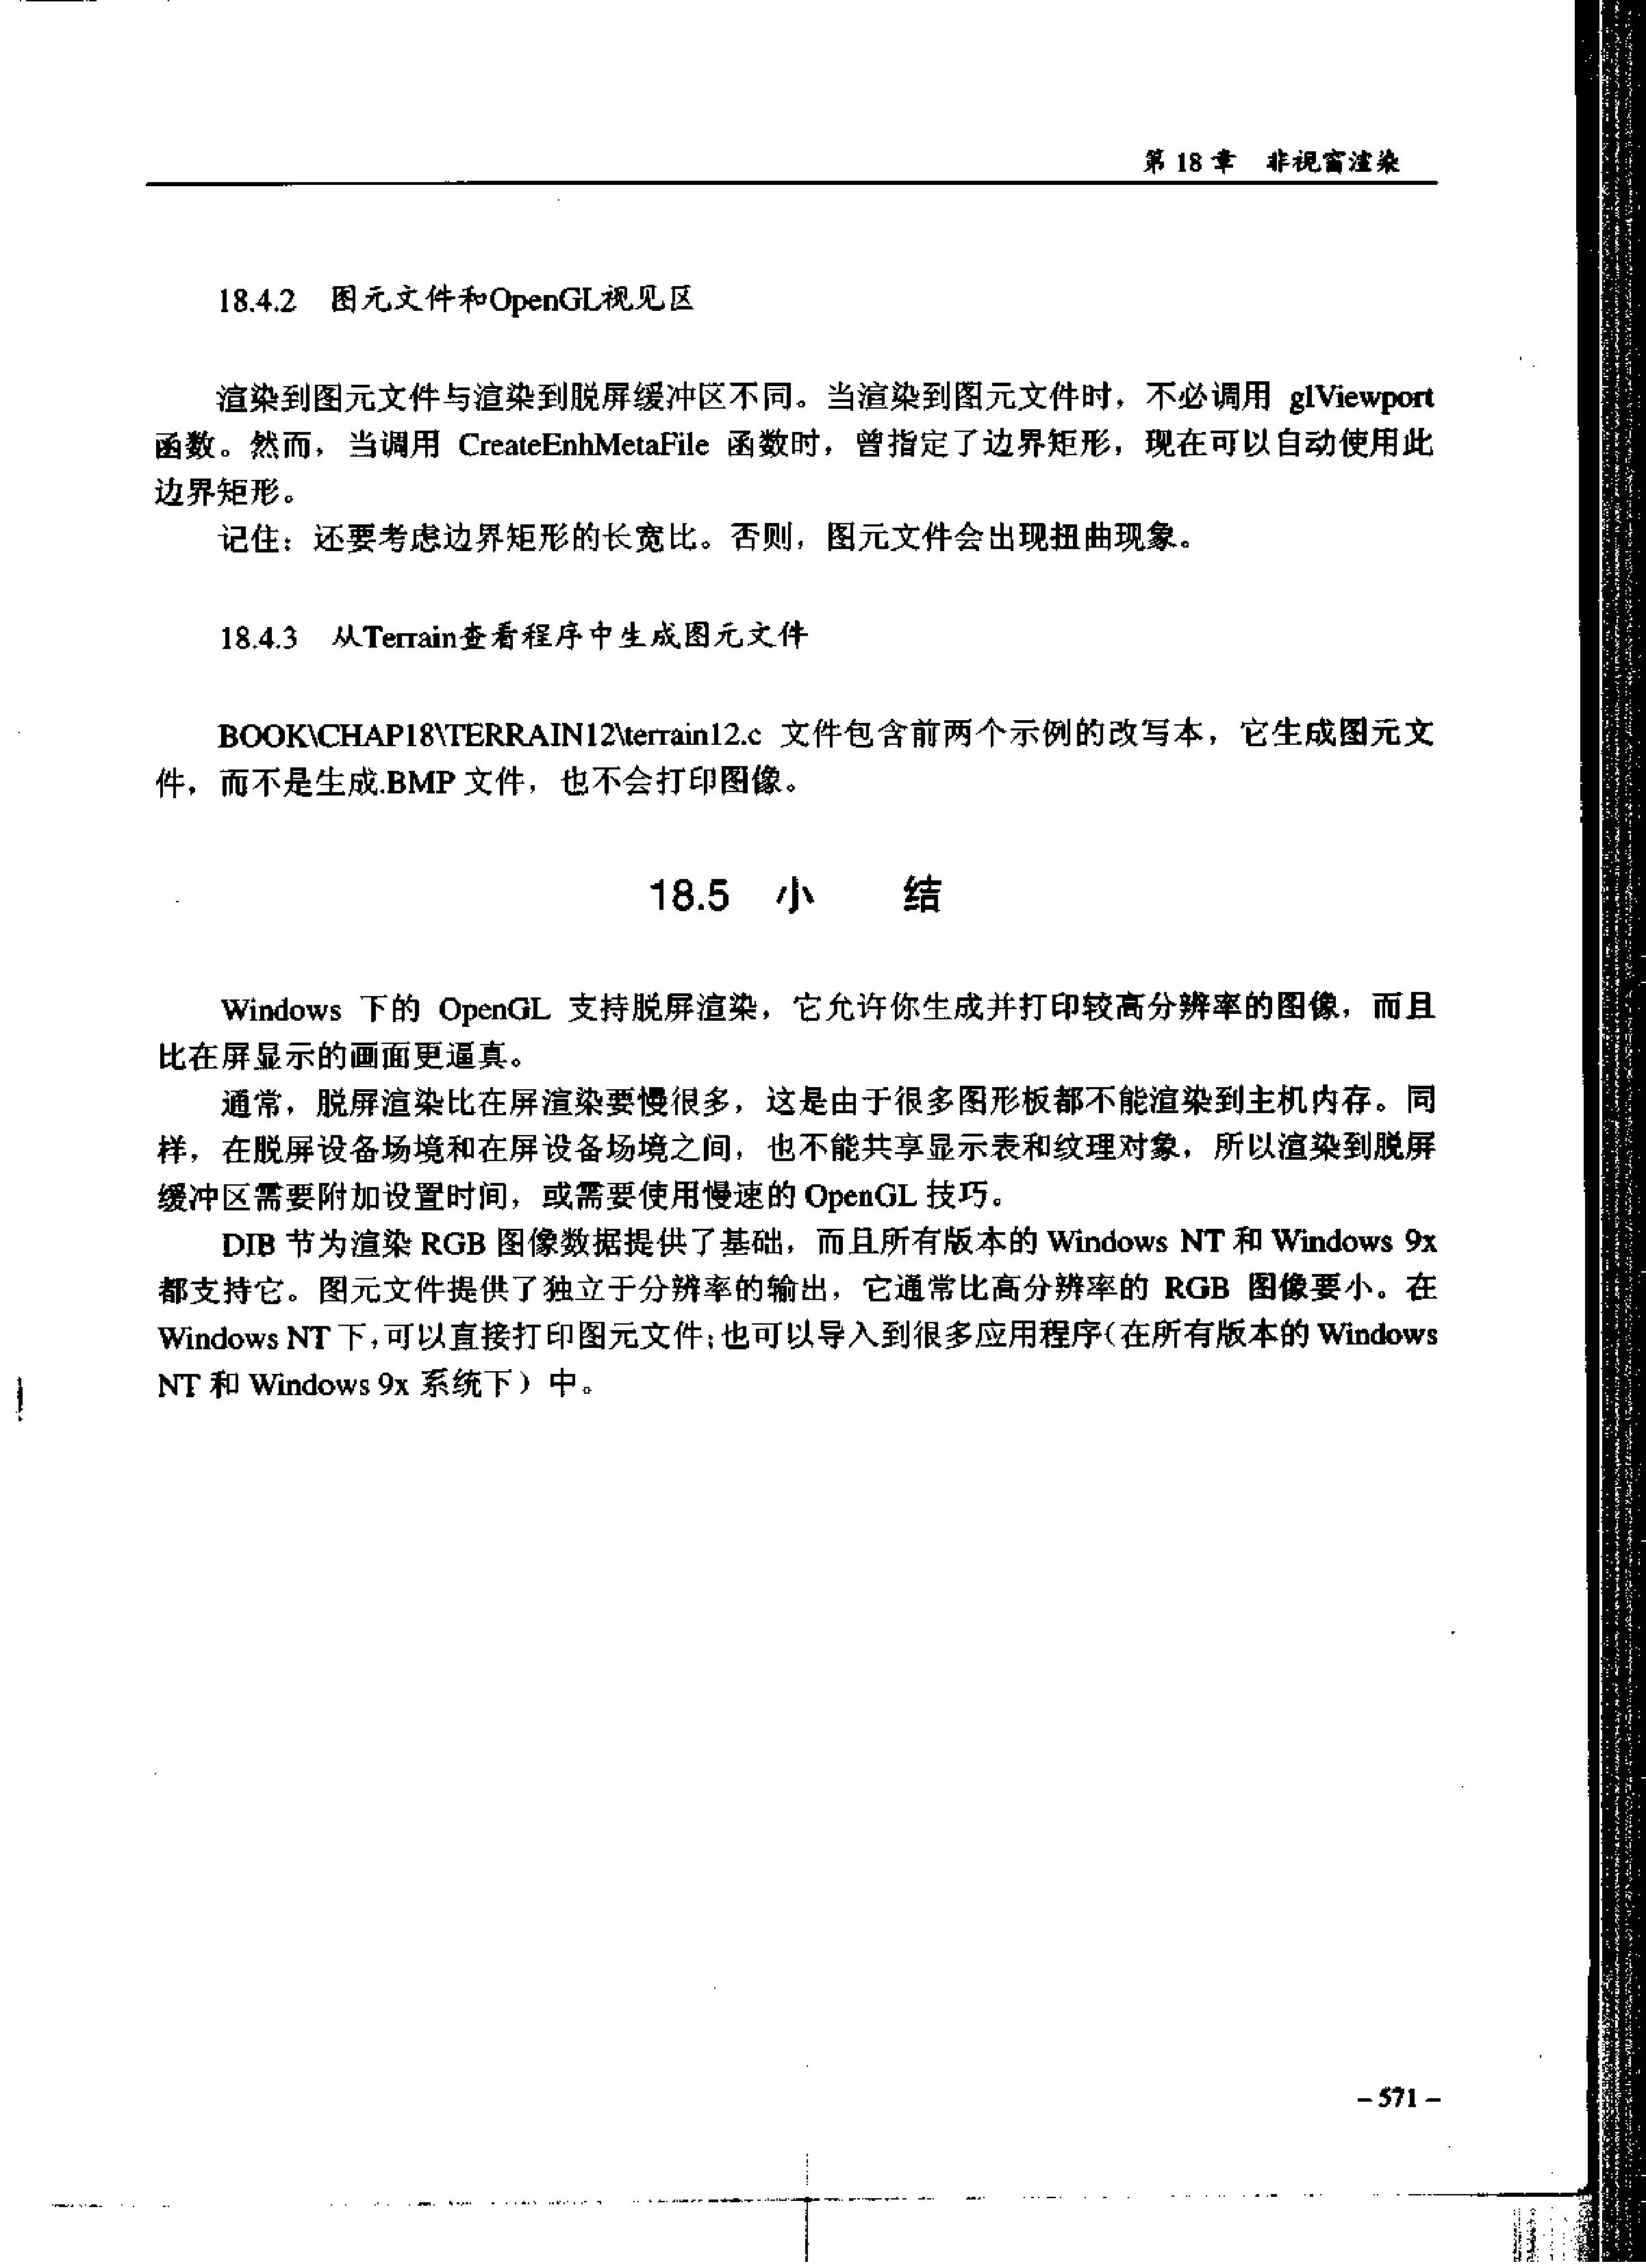 第 18 章　非视窗渲染
18.4.2　图元文件和OpenGL视见区
渲染到图元文件与渲染到脱屏缓冲区不同。当渲染到图元文件时，不必调用 glViewport
函数。然而，当调用 CreateEnhMetaFile 函数时，曾指定了边界矩形，现在可以自动使用此
边界矩形。
记住：还要考虑边界矩形的长宽比。否则，图元文件会出现扭曲现象。
18.4.3　从Terrain查看程序中生成图元文件
BOOK\CHAP18\TERRAIN12\terrain12.c 文件包含前两个示例的改写本，它生成图元文
件，而不是生成.BMP 文件，也不会打印图像。
18.5　小　　结
Windows 下的 OpenGL 支持脱屏渲染，它允许你生成并打印较高分辨率的图像，而且
比在屏显示的画面更逼真。
通常，脱屏渲染比在屏渲染要慢很多，这是由于很多图形板都不能渲染到主机内存。同
样，在脱屏设备场境和在屏设备场境之间，也不能共享显示表和纹理对象，所以渲染到脱屏
缓冲区需要附加设置时间，或需要使用慢速的 OpenGL 技巧。
DIB 节为渲染 RGB 图像数据提供了基础，而且所有版本的 Windows NT 和 Windows 9x
都支持它。图元文件提供了独立于分辨率的输出，它通常比高分辨率的 RGB 图像要小。在
Windows NT 下，可以直接打印图元文件；也可以导入到很多应用程序（在所有版本的 Windows
NT 和 Windows 9x 系统下）中。
– 571 –